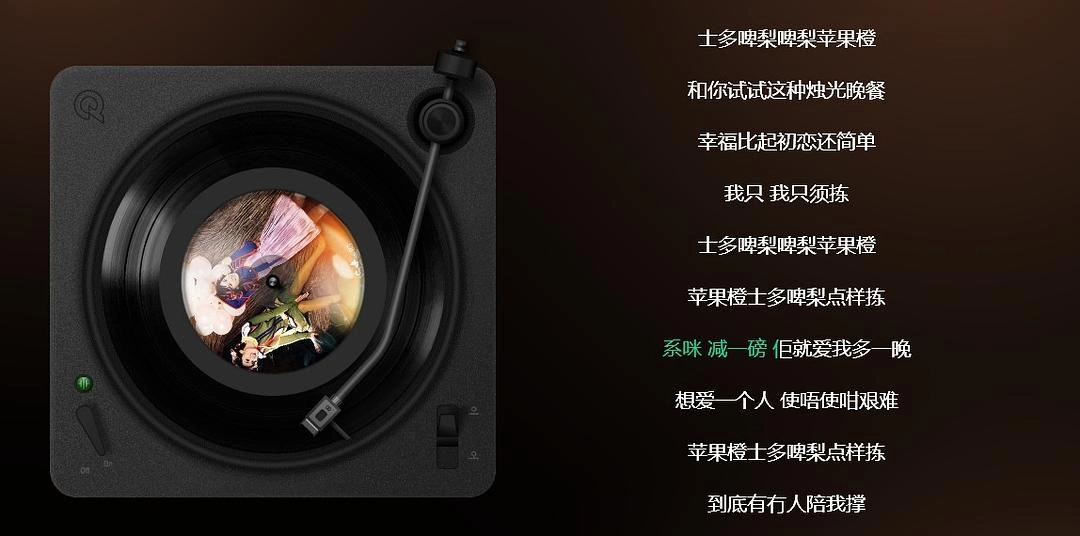 士多啤梨啤梨苹果橙
和你试试这种烛光晚餐
幸福比起初恋还简单
我只 我只须拣
士多啤梨啤梨苹果橙
苹果橙士多啤梨点样拣
系咪 减一磅 佢就爱我多一晚
想爱一个人 使唔使咁艰难
苹果橙士多啤梨点样拣
到底有冇人陪我撑
Off
On